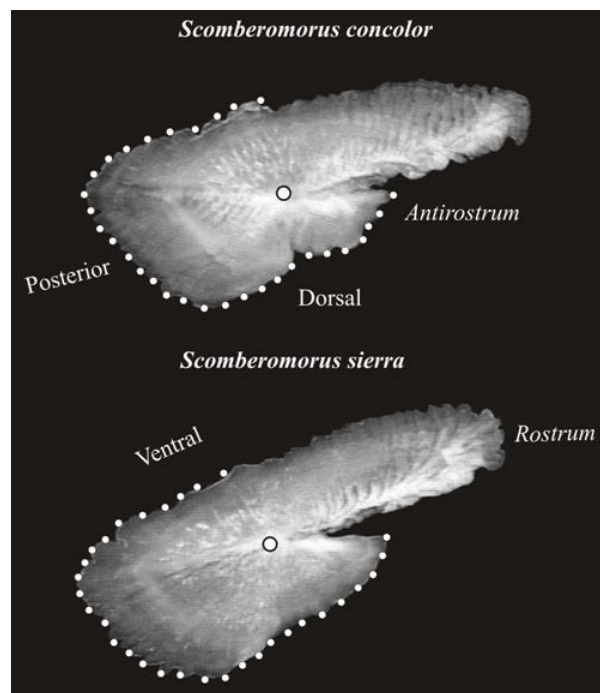 Scomberomorus concolor
Antirostrum
Posterior
Dorsal
Scomberomorus sierra
Ventral
Rostrum